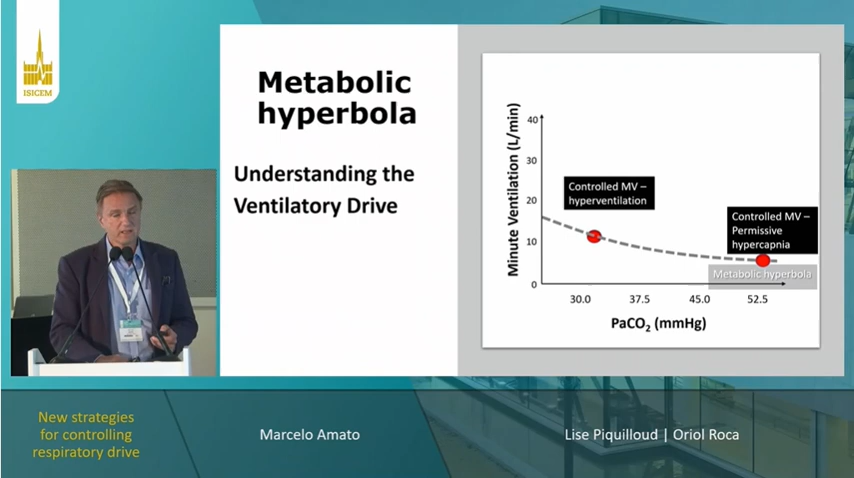 ISICEM
Metabolic
hyperbola
Understanding the
Ventilatory Drive
Minute Ventilation (L/min)
40
30
20
10
0
Controlled MV –
hyperventilation
Controlled MV –
Permissive
hypercapnia
Metabolic hyperbola
30.0 37.5 45.0 52.5
PaCO₂ (mmHg)
New strategies
for controlling
respiratory drive
Marcelo Amato
Lise Piquilloud | Oriol Roca